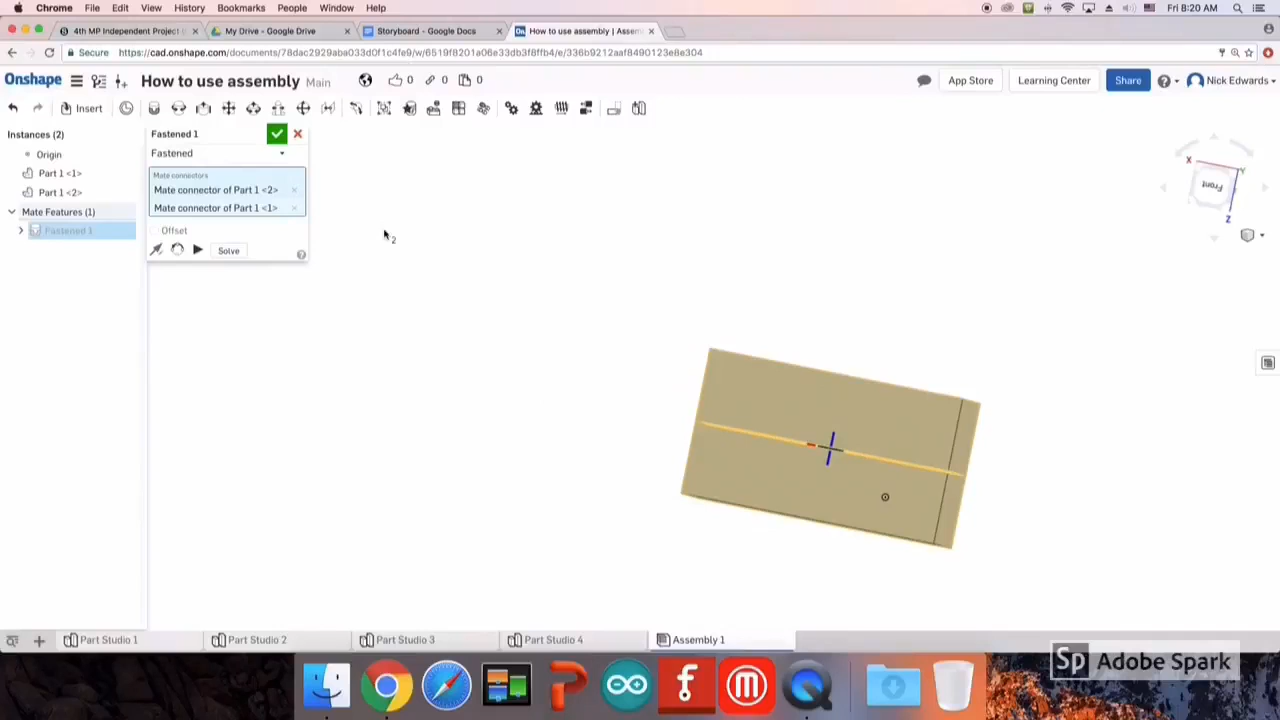 Chrome File Edit View History Bookmarks People Window Help Fri 8:20 AM
4th MP Independent Project My Drive - Google Drive Storyboard - Google Docs How to use assembly | Assem
Secure https://cad.onshape.com/documents/78dac2929aba033d0f1c4fe9/w/6519f8201a06e33db3f8ffb4/e/336b9212aaf8490123e8e304
Onshape How to use assembly Main 0 0 0 App Store Learning Center Share Nick Edwards
Insert
Instances (2)
Origin
Part 1 <1>
Part 1 <2>
Mate Features (1)
Fastened 1
Fastened 1
Fastened
Mate connectors
Mate connector of Part 1 <2>
Mate connector of Part 1 <1>
Offset
Solve
2
X
Y
Front
Z
Part Studio 1 Part Studio 2 Part Studio 3 Part Studio 4 Assembly 1
Sp Adobe Spark